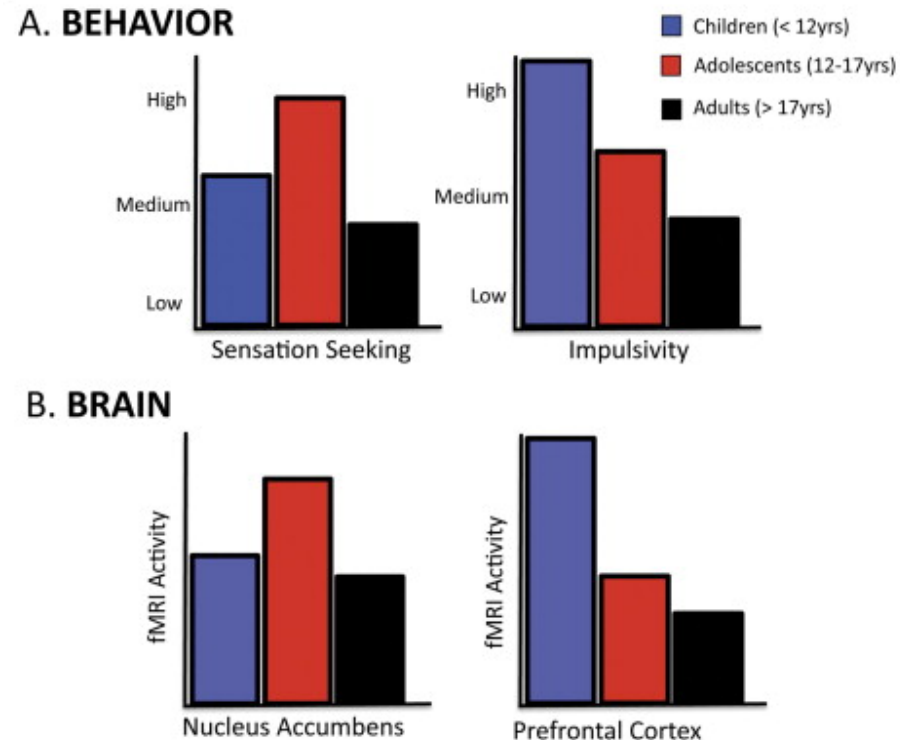 A. BEHAVIOR
Children (< 12yrs)
Adolescents (12-17yrs)
Adults (> 17yrs)
High
Medium
Low
Sensation Seeking
High
Medium
Low
Impulsivity
B. BRAIN
fMRI Activity
Nucleus Accumbens
fMRI Activity
Prefrontal Cortex